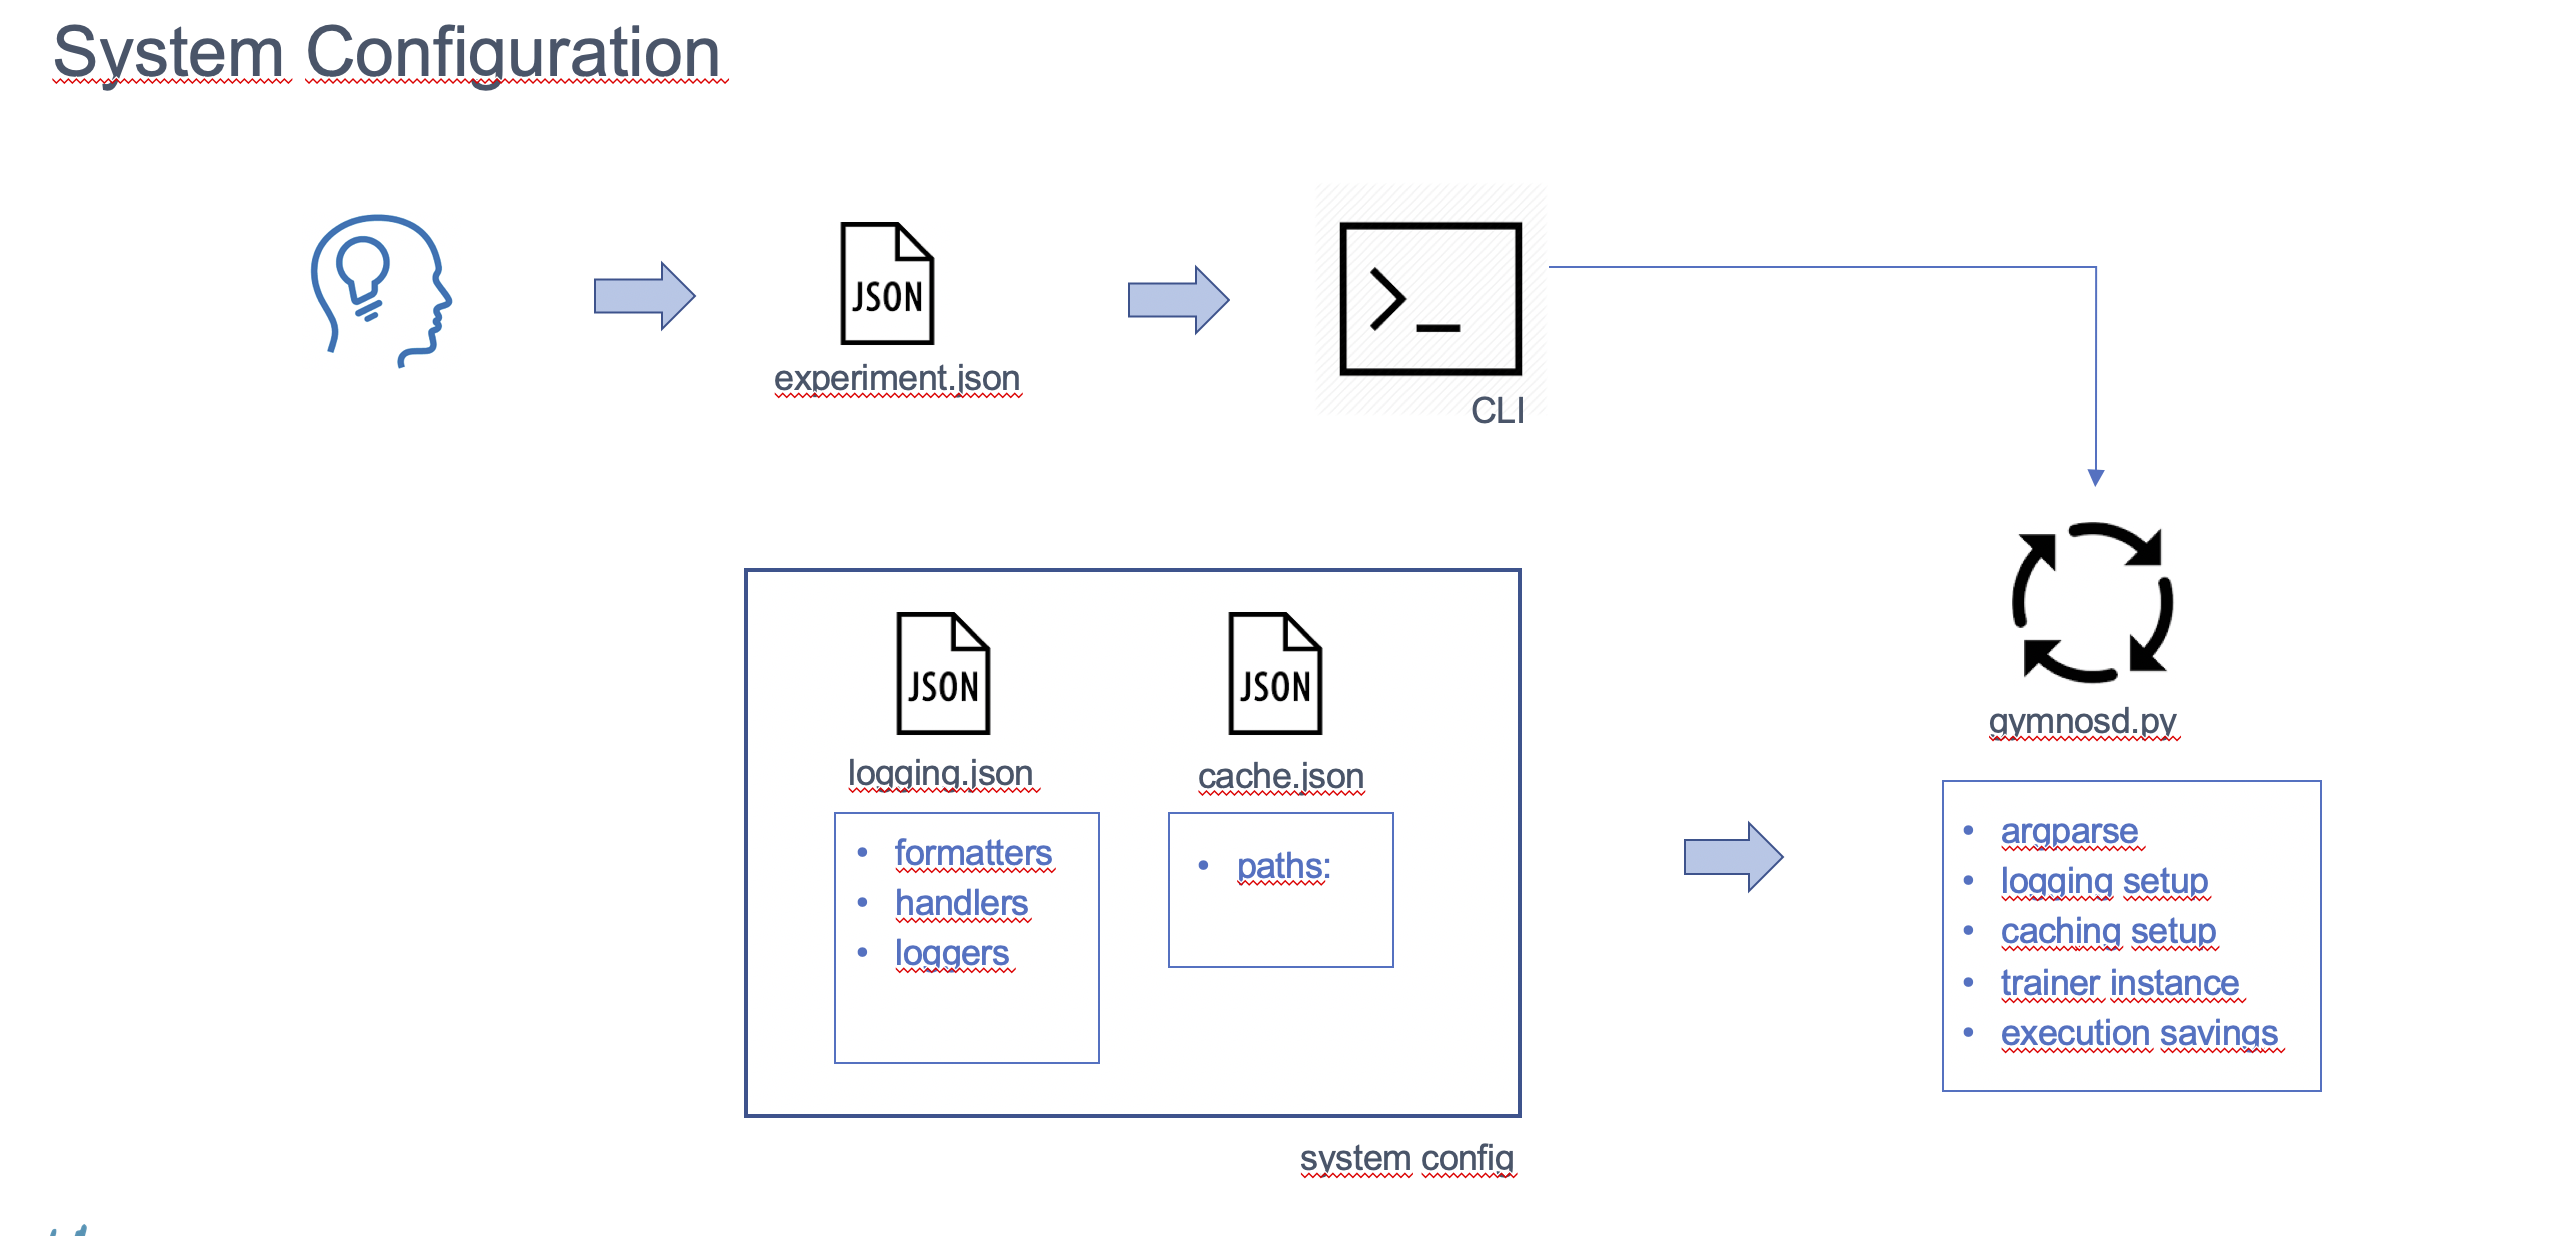 System Configuration
JSON
experiment.json
CLI
JSON
JSON
logging.json
cache.json
• formatters
• handlers
• loggers
• paths:
gymnosd.py
• argparse
• logging setup
• caching setup
• trainer instance
• execution savings
system config